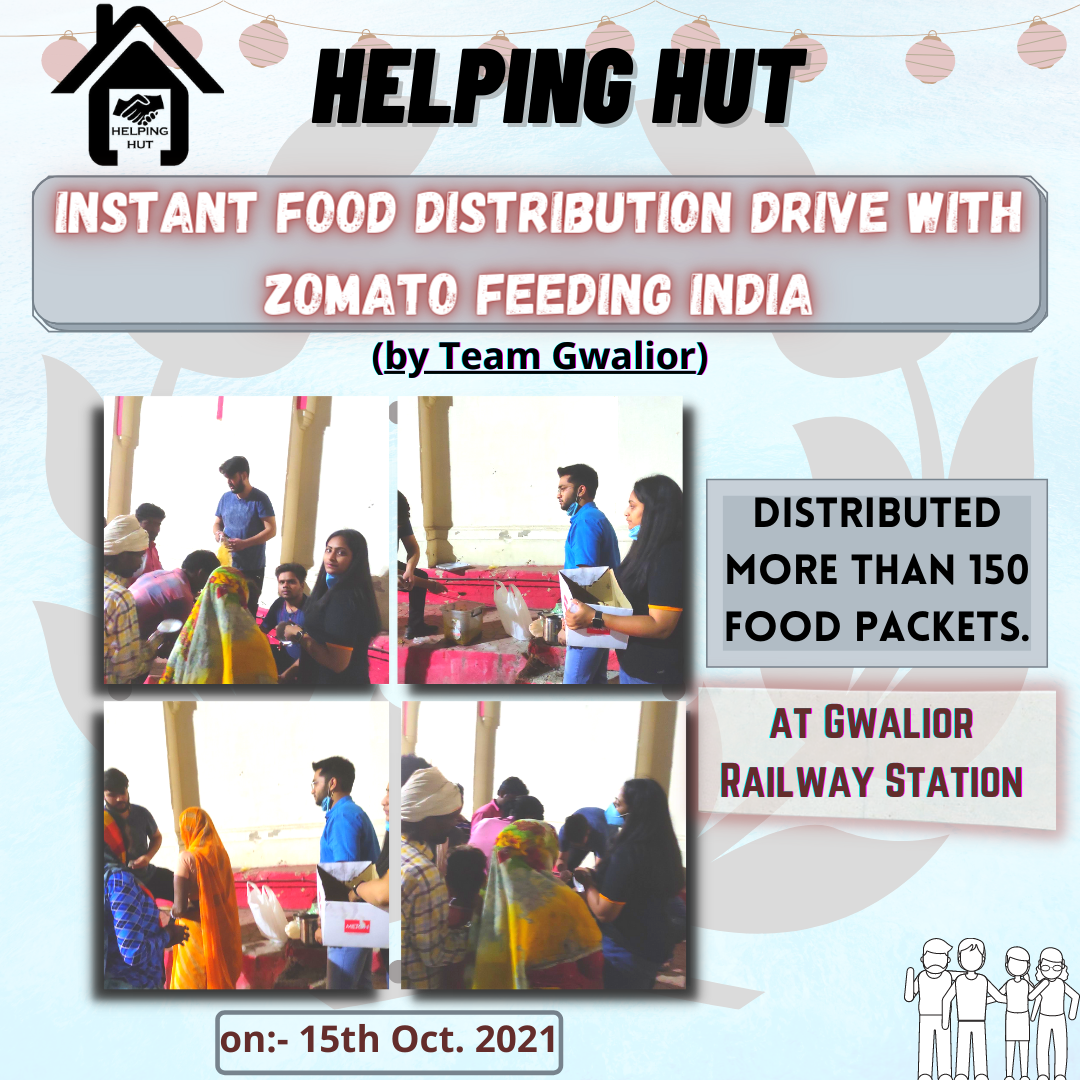 HELPING
HUT
HELPING HUT
INSTANT FOOD DISTRIBUTION DRIVE WITH
ZOMATO FEEDING INDIA
(by Team Gwalior)
DISTRIBUTED
MORE THAN 150
FOOD PACKETS.
AT GWALIOR
RAILWAY STATION
on:- 15th Oct. 2021